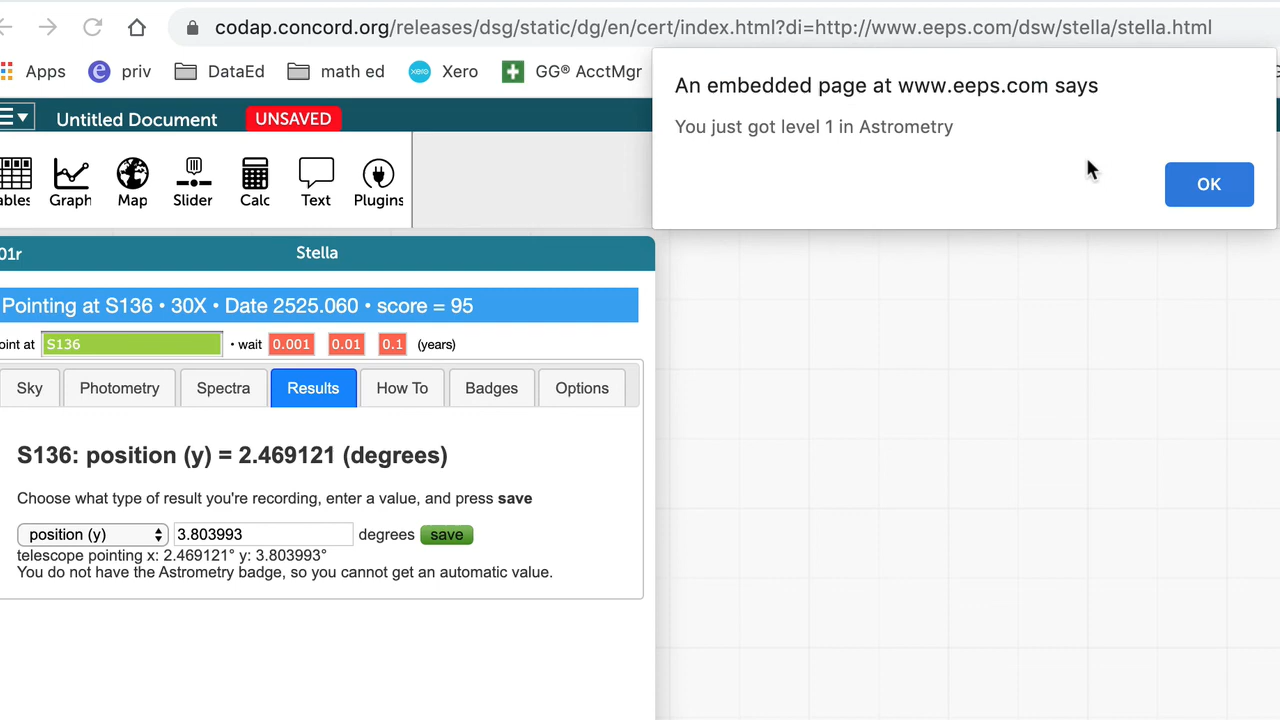 codap.concord.org/releases/dsg/static/dg/en/cert/index.html?di=http://www.eeps.com/dsw/stella/stella.html
Apps e priv DataEd math ed xero Xero GG® AcctMgr
An embedded page at www.eeps.com says
You just got level 1 in Astrometry
OK
Untitled Document UNSAVED
ables Graph Map Slider Calc Text Plugins
01r Stella
Pointing at S136 • 30X • Date 2525.060 • score = 95
oint at S136 • wait 0.001 0.01 0.1 (years)
Sky Photometry Spectra Results How To Badges Options
S136: position (y) = 2.469121 (degrees)
Choose what type of result you're recording, enter a value, and press save
position (y) 3.803993 degrees save
telescope pointing x: 2.469121° y: 3.803993°
You do not have the Astrometry badge, so you cannot get an automatic value.